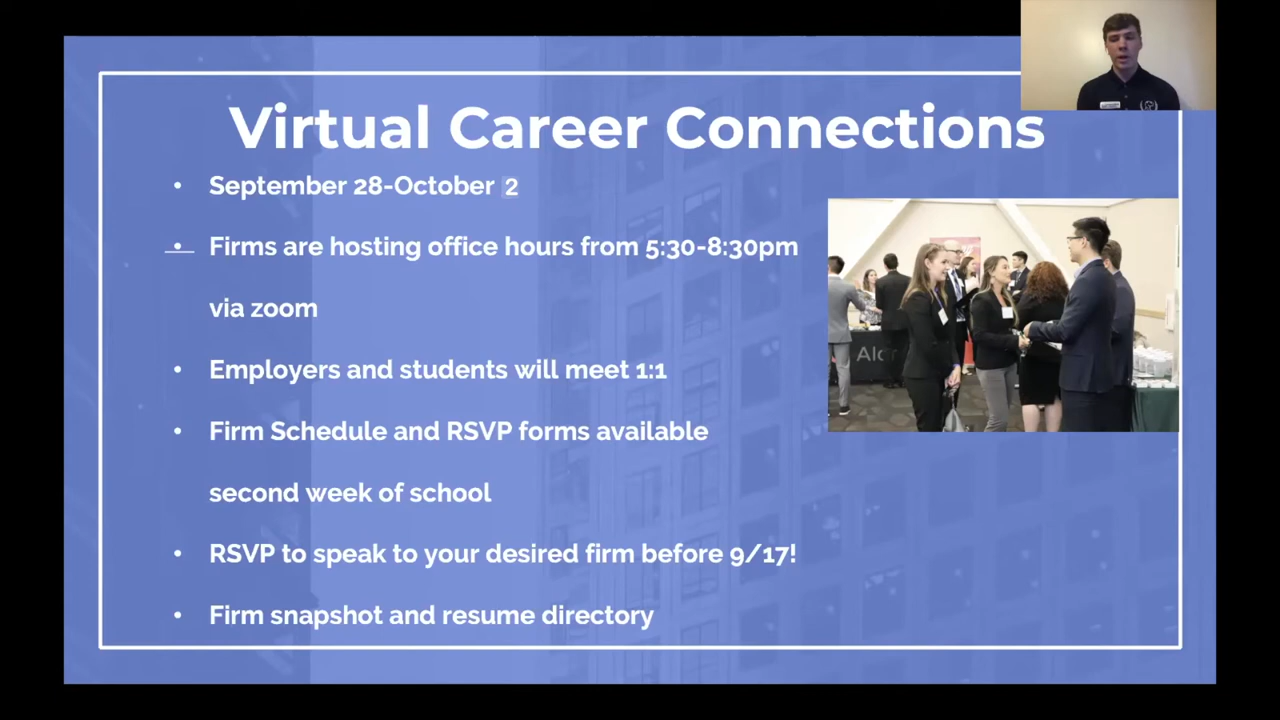 Virtual Career Connections
• September 28-October 2
• Firms are hosting office hours from 5:30-8:30pm
via zoom
• Employers and students will meet 1:1
• Firm Schedule and RSVP forms available
second week of school
• RSVP to speak to your desired firm before 9/17!
• Firm snapshot and resume directory